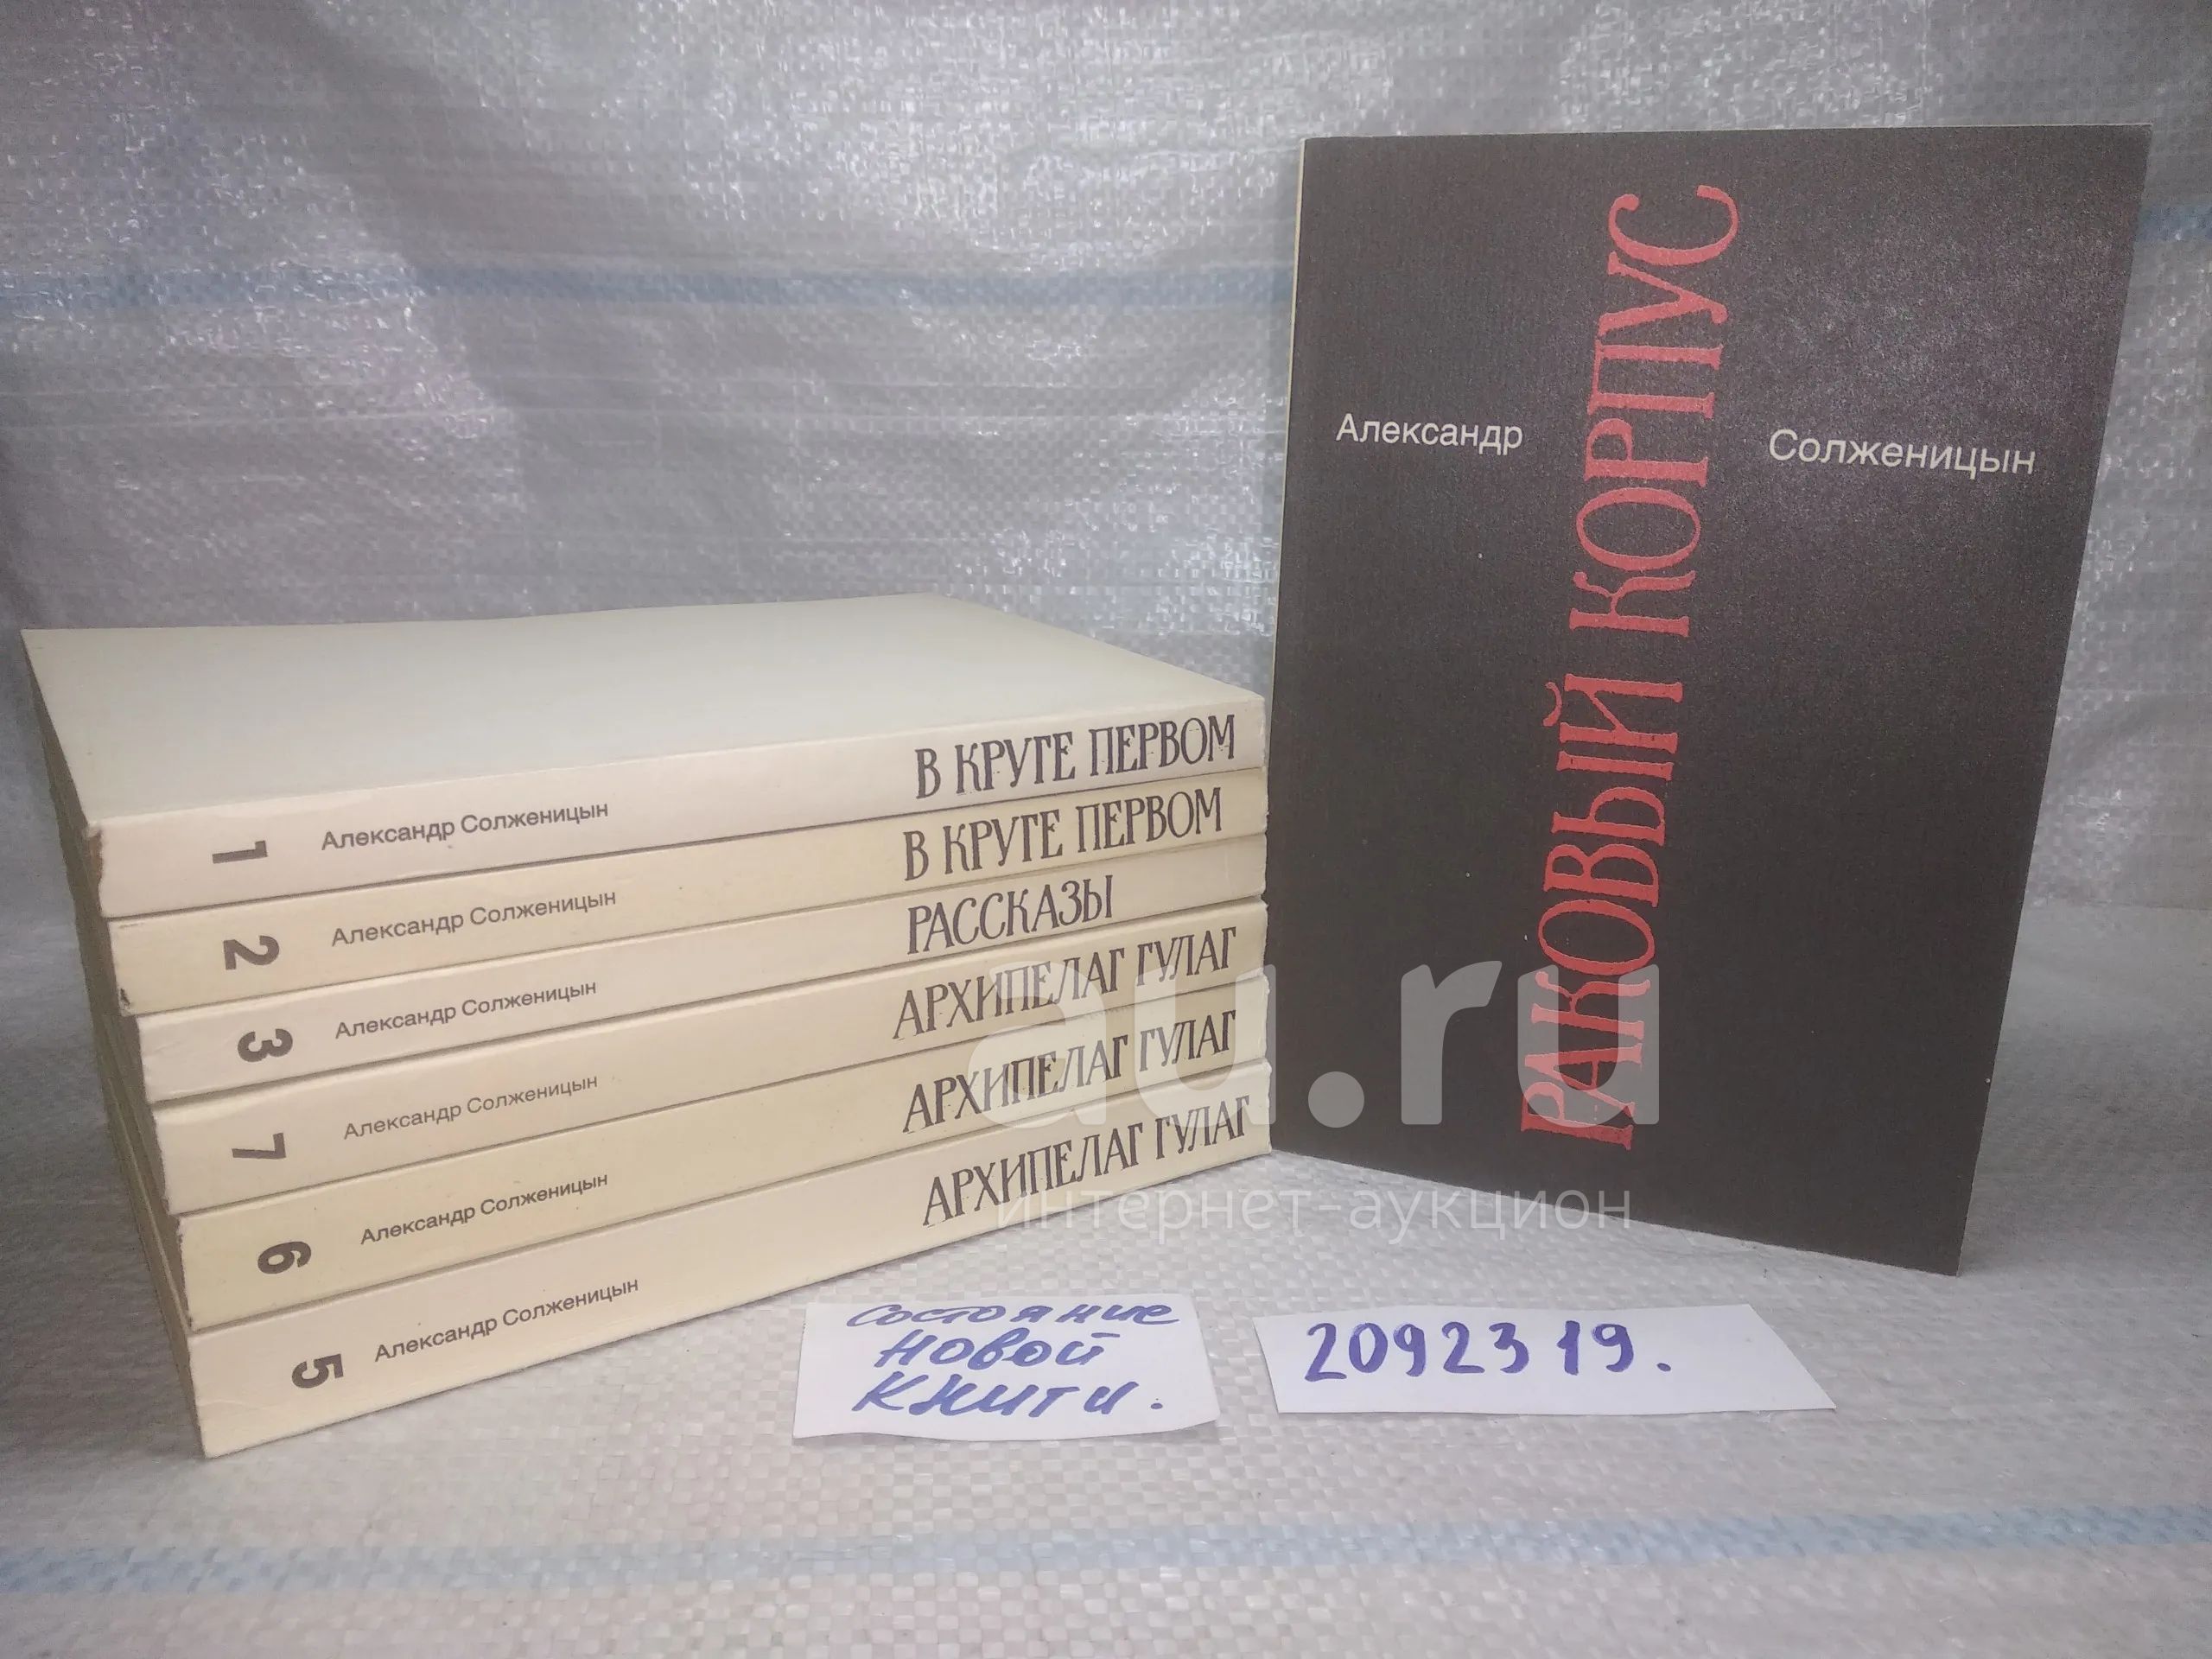 1 Александр Солженицын В КРУГЕ ПЕРВОМ
2 Александр Солженицын В КРУГЕ ПЕРВОМ
3 Александр Солженицын РАССКАЗЫ
7 Александр Солженицын АРХИПЕЛАГ ГУЛАГ
6 Александр Солженицын АРХИПЕЛАГ ГУЛАГ
5 Александр Солженицын АРХИПЕЛАГ ГУЛАГ
Александр Солженицын
РАКОВЫЙ КОРПУС
au.ru
интернет-аукцион
состояние
новой
книги.
20923 19.